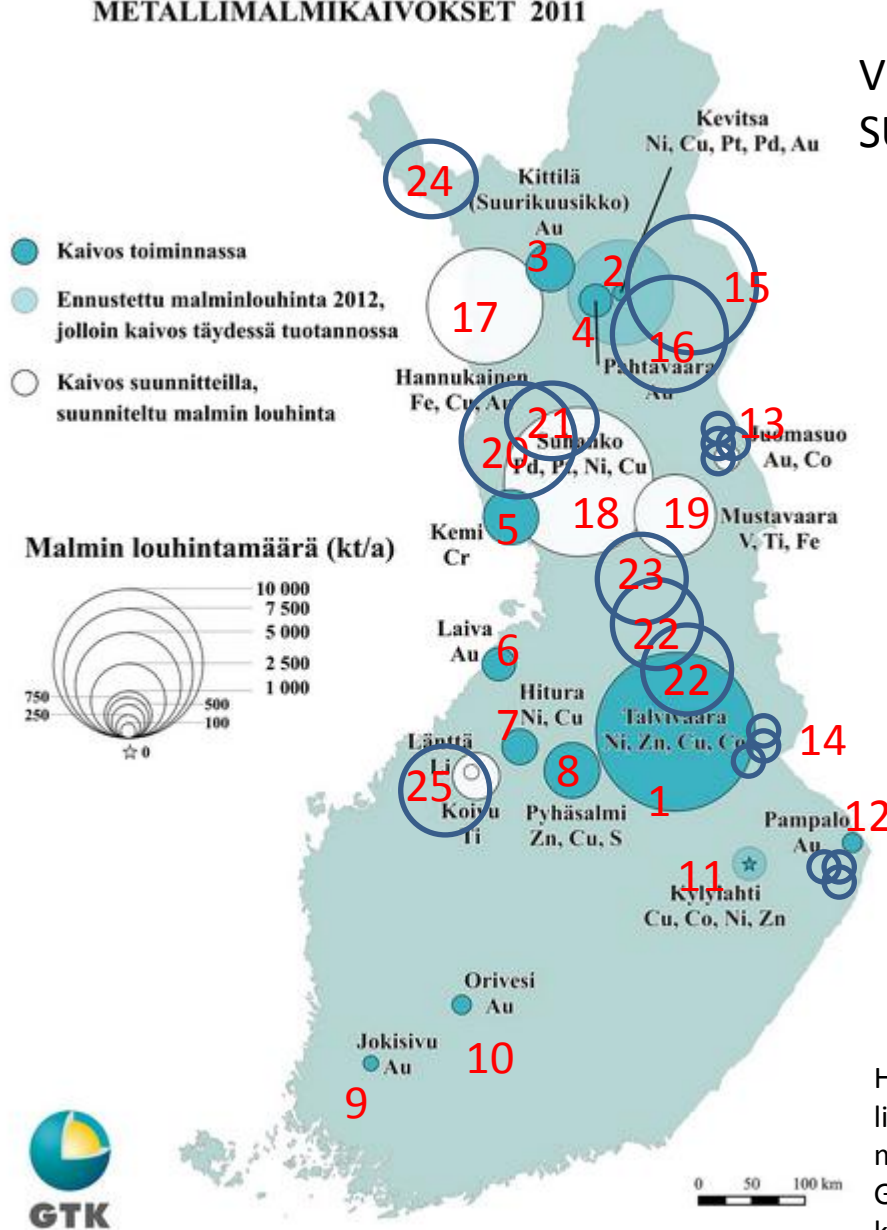 METALLIMALMIKAIVOKSET 2011
V
SU
Kevitsa
Ni, Cu, Pt, Pd, Au
24
Kittilä
(Suurikuusikko)
Au
3
2
4
15
16
17
Kaivos toiminnassa
Ennustettu malminlouhinta 2012,
jolloin kaivos täydessä tuotannossa
Kaivos suunnitteilla,
suunniteltu malmin louhinta
Hannukainen
Fe, Cu, Au
Pahtavaara
Au
13
Juomasuo
Au, Co
21
20
Suhanko
Pd, Pt, Ni, Cu
18
19
Mustavaara
V, Ti, Fe
5
Kemi
Cr
Malmin louhintamäärä (kt/a)
10 000
7 500
5 000
2 500
1 000
750
500
250
100
0
23
22
22
Laiva
Au
6
Hitura
Ni, Cu
7
Talvivaara
Ni, Zn, Cu, Co
1
14
Länttä
Li
25
Koivu
Ti
8
Pyhäsalmi
Zn, Cu, S
Pampalo
Au
12
11
Kylylahti
Cu, Co, Ni, Zn
Orivesi
Au
10
Jokisivu
Au
9
GTK
0 50 100 km
H
li
n
G